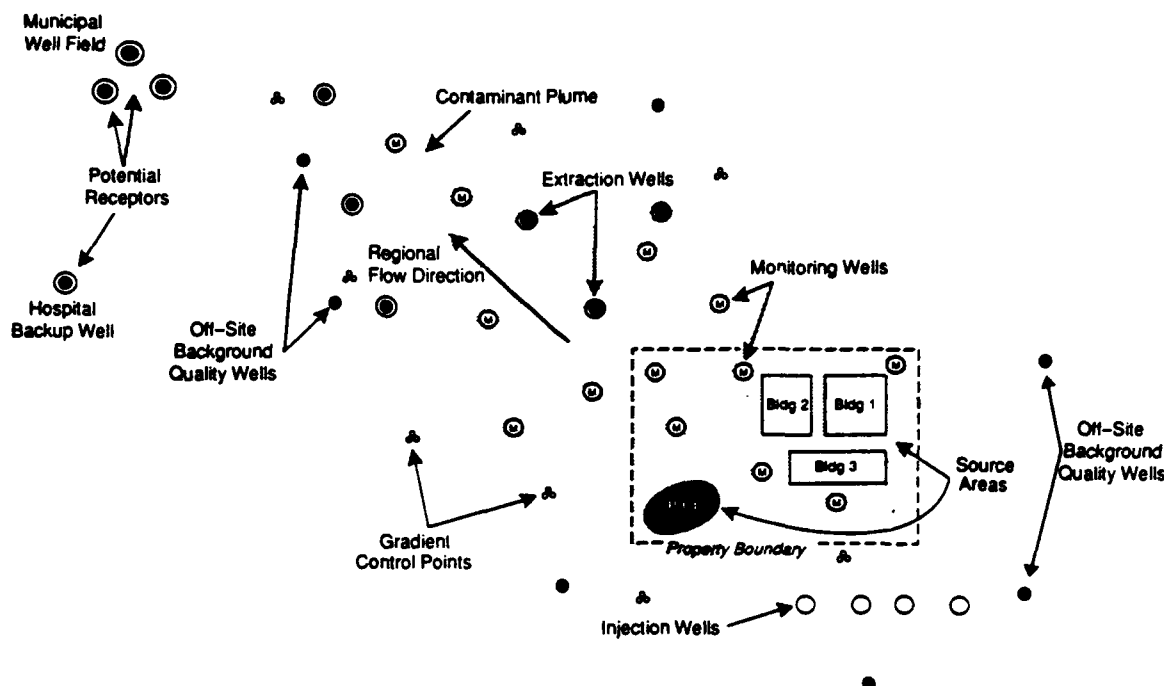 Municipal
Well Field
Contaminant Plume
Potential
Receptors
Extraction Wells
Regional
Flow Direction
Monitoring Wells
Hospital
Backup Well
Off-Site
Background
Quality Wells
Bldg 2
Bldg 1
Bldg 3
Source
Areas
Off-Site
Background
Quality Wells
Gradient
Control Points
Property Boundary
Injection Wells
M
M
M
M
M
M
M
M
M
M
M
M
M
M